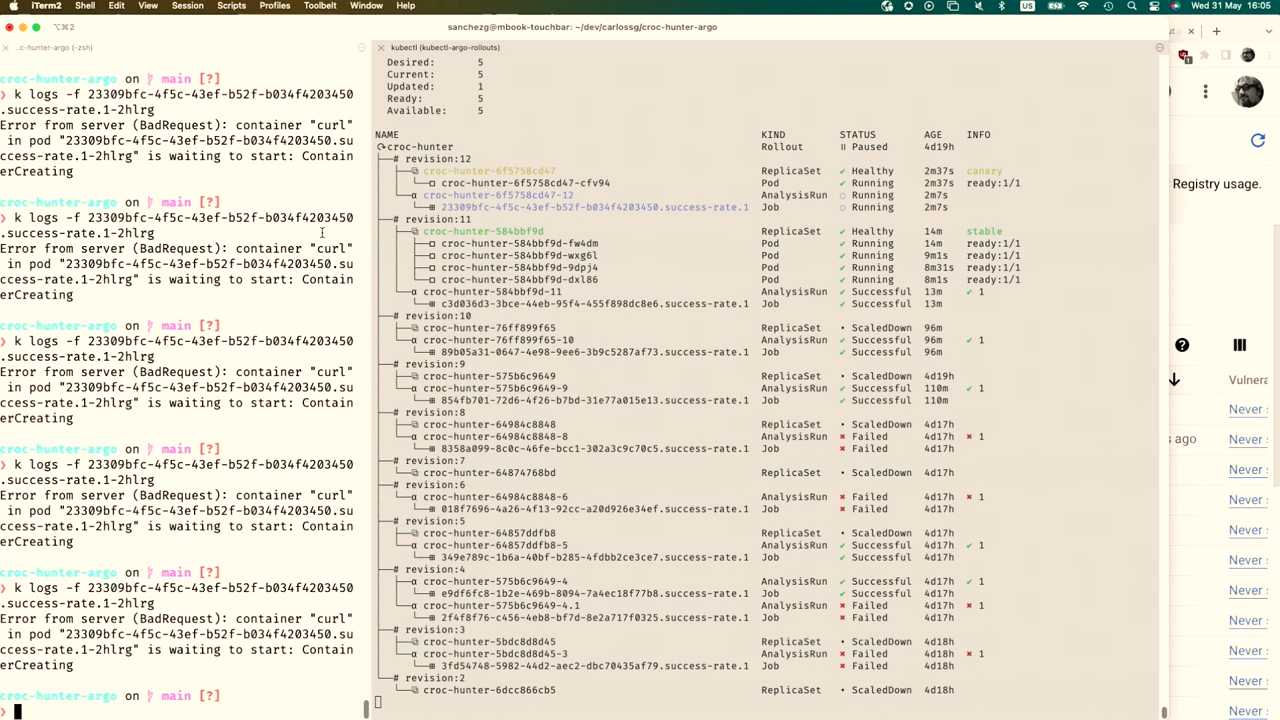 iTerm2 Shell Edit View Session Scripts Profiles Toolbelt Window Help US Wed 31 May 16:05
⌥⌘2 sanchezg@mbook-touchbar: ~/dev/carlossg/croc-hunter-argo
..c-hunter-argo (-zsh)
croc-hunter-argo on main [?]
❯ k logs -f 23309bfc-4f5c-43ef-b52f-b034f4203450
.success-rate.1-2hlrg
Error from server (BadRequest): container "curl"
in pod "23309bfc-4f5c-43ef-b52f-b034f4203450.su
ccess-rate.1-2hlrg" is waiting to start: Contain
erCreating
croc-hunter-argo on main [?]
❯ k logs -f 23309bfc-4f5c-43ef-b52f-b034f4203450
.success-rate.1-2hlrg
Error from server (BadRequest): container "curl"
in pod "23309bfc-4f5c-43ef-b52f-b034f4203450.su
ccess-rate.1-2hlrg" is waiting to start: Contain
erCreating
croc-hunter-argo on main [?]
❯ k logs -f 23309bfc-4f5c-43ef-b52f-b034f4203450
.success-rate.1-2hlrg
Error from server (BadRequest): container "curl"
in pod "23309bfc-4f5c-43ef-b52f-b034f4203450.su
ccess-rate.1-2hlrg" is waiting to start: Contain
erCreating
croc-hunter-argo on main [?]
❯ k logs -f 23309bfc-4f5c-43ef-b52f-b034f4203450
.success-rate.1-2hlrg
Error from server (BadRequest): container "curl"
in pod "23309bfc-4f5c-43ef-b52f-b034f4203450.su
ccess-rate.1-2hlrg" is waiting to start: Contain
erCreating
croc-hunter-argo on main [?]
❯ k logs -f 23309bfc-4f5c-43ef-b52f-b034f4203450
.success-rate.1-2hlrg
Error from server (BadRequest): container "curl"
in pod "23309bfc-4f5c-43ef-b52f-b034f4203450.su
ccess-rate.1-2hlrg" is waiting to start: Contain
erCreating
croc-hunter-argo on main [?]
❯
kubectl (kubectl-argo-rollouts)
Desired: 5
Current: 5
Updated: 1
Ready: 5
Available: 5
NAME KIND STATUS AGE INFO
croc-hunter Rollout ॥ Paused 4d19h
# revision:12
croc-hunter-6f5758cd47 ReplicaSet ✔ Healthy 2m37s canary
croc-hunter-6f5758cd47-cfv94 Pod ✔ Running 2m37s ready:1/1
α croc-hunter-6f5758cd47-12 AnalysisRun Running 2m7s
23309bfc-4f5c-43ef-b52f-b034f4203450.success-rate.1 Job Running 2m7s
# revision:11
croc-hunter-584bbf9d ReplicaSet ✔ Healthy 14m stable
croc-hunter-584bbf9d-fw4dm Pod ✔ Running 14m ready:1/1
croc-hunter-584bbf9d-wxg6l Pod ✔ Running 9m1s ready:1/1
croc-hunter-584bbf9d-9dpj4 Pod ✔ Running 8m31s ready:1/1
croc-hunter-584bbf9d-dxl86 Pod ✔ Running 8m1s ready:1/1
α croc-hunter-584bbf9d-11 AnalysisRun ✔ Successful 13m ✔ 1
c3d036d3-3bce-44eb-95f4-455f898dc8e6.success-rate.1 Job ✔ Successful 13m
# revision:10
croc-hunter-76ff899f65 ReplicaSet • ScaledDown 96m
α croc-hunter-76ff899f65-10 AnalysisRun ✔ Successful 96m ✔ 1
89b05a31-0647-4e98-9ee6-3b9c5287af73.success-rate.1 Job ✔ Successful 96m
# revision:9
croc-hunter-575b6c9649 ReplicaSet • ScaledDown 4d19h
α croc-hunter-575b6c9649-9 AnalysisRun ✔ Successful 110m ✔ 1
854fb701-72d6-4f26-b7bd-31e77a015e13.success-rate.1 Job ✔ Successful 110m
# revision:8
croc-hunter-64984c8848 ReplicaSet • ScaledDown 4d17h
α croc-hunter-64984c8848-8 AnalysisRun ✖ Failed 4d17h ✖ 1
8358a099-8c0c-46fe-bcc1-302a3c9c70c5.success-rate.1 Job ✖ Failed 4d17h
# revision:7
croc-hunter-64874768bd ReplicaSet • ScaledDown 4d17h
# revision:6
α croc-hunter-64984c8848-6 AnalysisRun ✖ Failed 4d17h ✖ 1
018f7696-4a26-4f13-92cc-a20d926e34ef.success-rate.1 Job ✖ Failed 4d17h
# revision:5
croc-hunter-64857ddfb8 ReplicaSet • ScaledDown 4d17h
α croc-hunter-64857ddfb8-5 AnalysisRun ✔ Successful 4d17h ✔ 1
349e789c-1b6a-40bf-b285-4fdbb2ce3ce7.success-rate.1 Job ✔ Successful 4d17h
# revision:4
α croc-hunter-575b6c9649-4 AnalysisRun ✔ Successful 4d17h ✔ 1
e9df6fc8-1b2e-469b-8094-7a4ec18f77b8.success-rate.1 Job ✔ Successful 4d17h
α croc-hunter-575b6c9649-4.1 AnalysisRun ✖ Failed 4d17h ✖ 1
2f4f8f76-c456-4eb8-bf7d-8e2a717f0325.success-rate.1 Job ✖ Failed 4d17h
# revision:3
croc-hunter-5bdc8d8d45 ReplicaSet • ScaledDown 4d18h
α croc-hunter-5bdc8d8d45-3 AnalysisRun ✖ Failed 4d18h ✖ 1
3fd54748-5982-44d2-aec2-dbc70435af79.success-rate.1 Job ✖ Failed 4d18h
# revision:2
croc-hunter-6dcc866cb5 ReplicaSet • ScaledDown 4d18h
Registry usage.
Vulnera
Never
s ago Never
Never
Never
Never
Never
Never
Never
Never
Never
Never